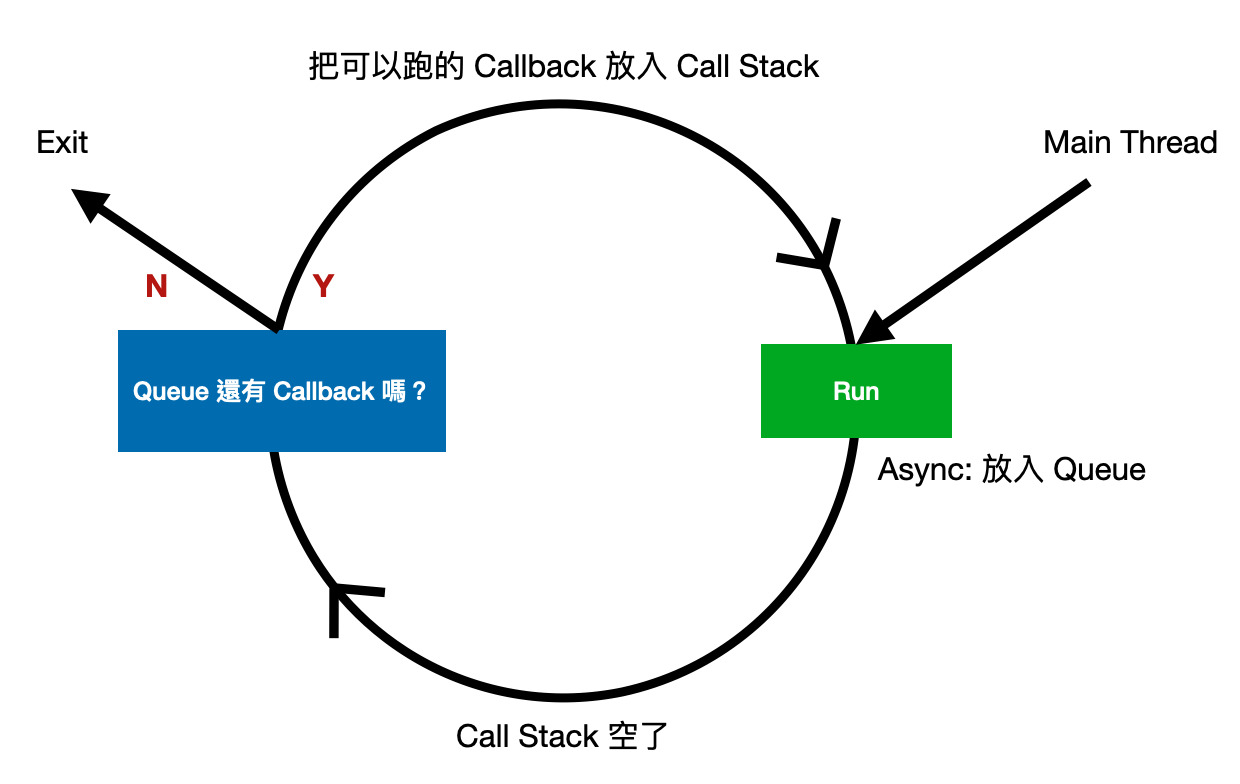 把可以跑的 Callback 放入 Call Stack
Exit
Main Thread
N
Y
Queue 還有 Callback 嗎？
Run
Async: 放入 Queue
Call Stack 空了